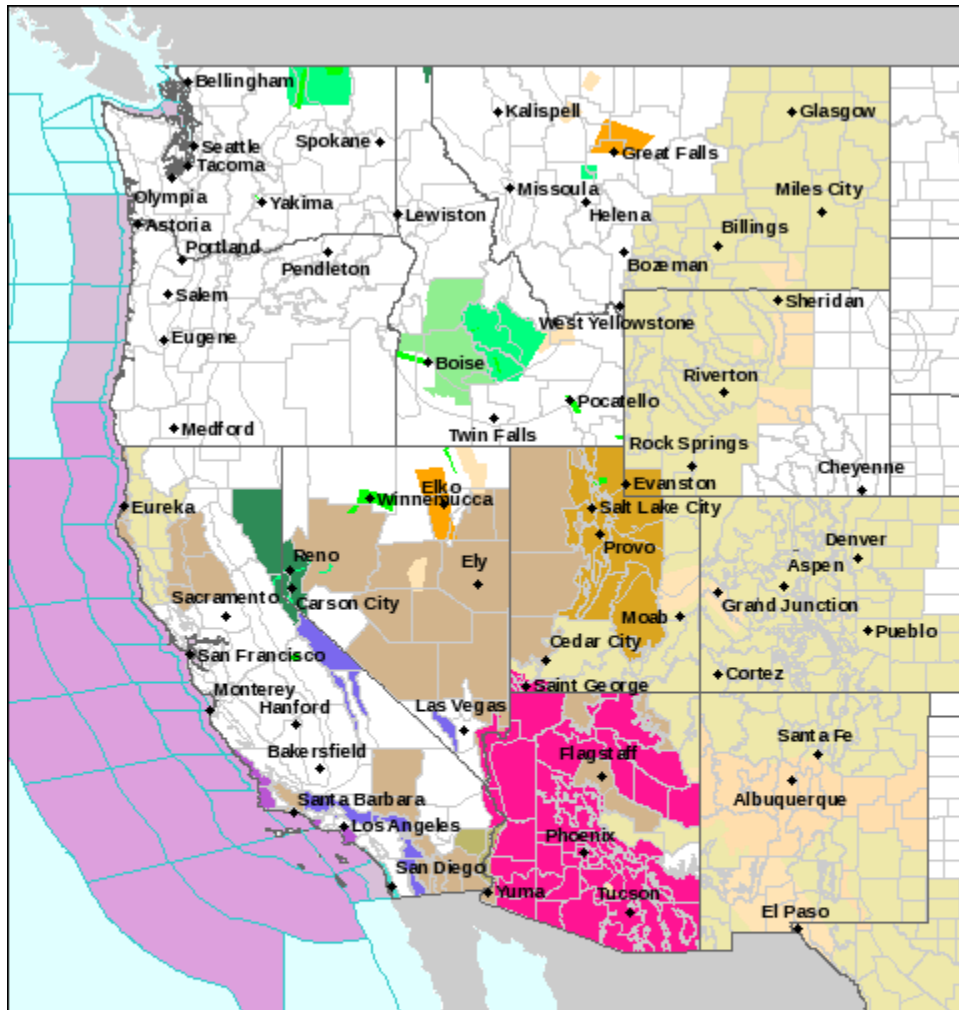 Bellingham
Kalispell
Glasgow
Seattle
Spokane
Great Falls
Tacoma
Missoula
Miles City
Olympia
Yakima
Helena
Lewiston
Astoria
Billings
Portland
Pendleton
Bozeman
Salem
Sheridan
West Yellowstone
Eugene
Boise
Riverton
Pocatello
Medford
Twin Falls
Rock Springs
Cheyenne
Evanston
Elko
Winnemucca
Eureka
Salt Lake City
Provo
Denver
Reno
Ely
Aspen
Sacramento
Carson City
Grand Junction
Moab
Pueblo
Cedar City
San Francisco
Cortez
Saint George
Monterey
Hanford
Las Vegas
Bakersfield
Flagstaff
Santa Fe
Albuquerque
Santa Barbara
Los Angeles
Phoenix
San Diego
Yuma
Tucson
El Paso